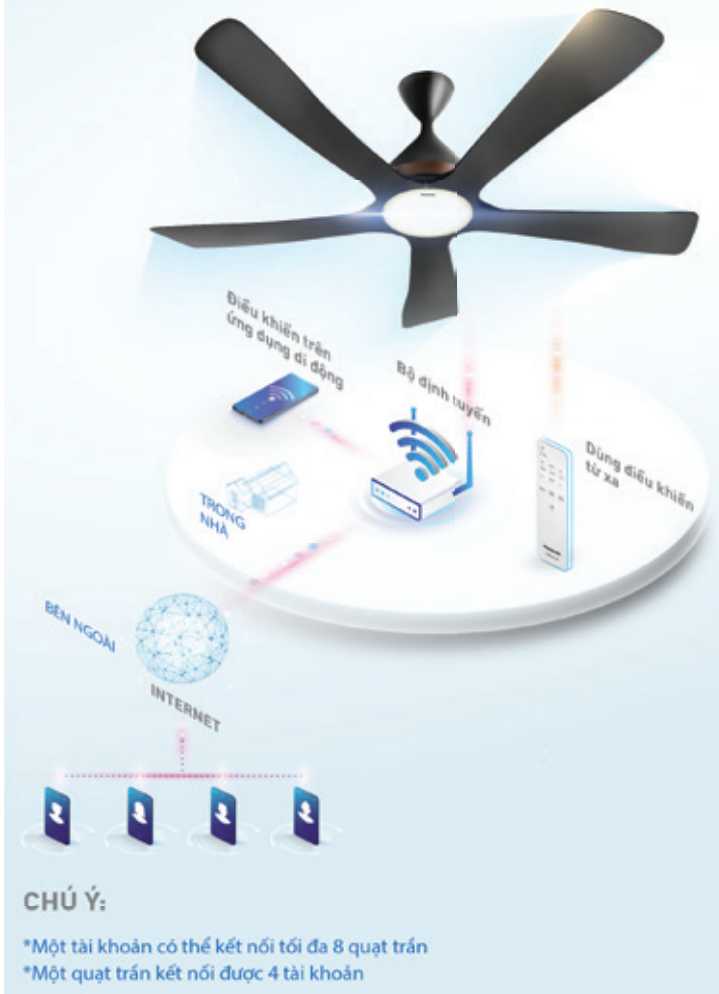 Điều khiển trên
ứng dụng di động
Bộ định tuyến
Dùng điều khiển
từ xa
TRONG
NHÀ
BÊN NGOÀI
INTERNET
CHÚ Ý:
*Một tài khoản có thể kết nối tối đa 8 quạt trần
*Một quạt trần kết nối được 4 tài khoản